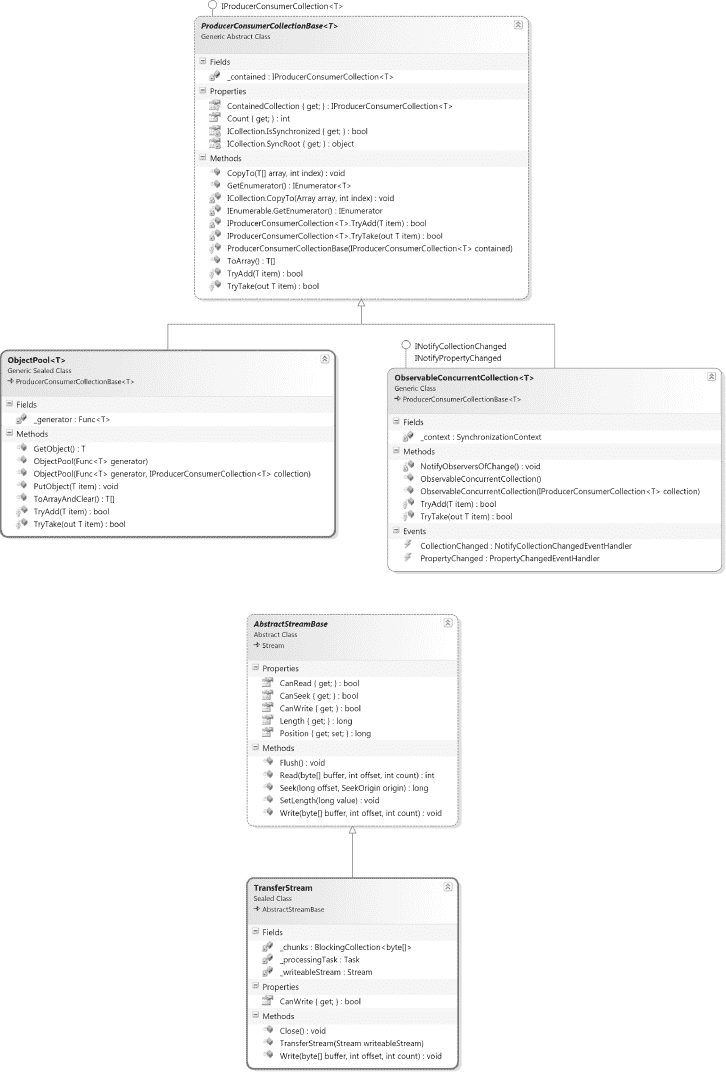 IProducerConsumerCollection<T>
ProducerConsumerCollectionBase<T>
Generic Abstract Class
Fields
_contained : IProducerConsumerCollection<T>
Properties
ContainedCollection { get; } : IProducerConsumerCollection<T>
Count { get; } : int
ICollection.IsSynchronized { get; } : bool
ICollection.SyncRoot { get; } : object
Methods
CopyTo(T[] array, int index) : void
GetEnumerator() : IEnumerator<T>
ICollection.CopyTo(Array array, int index) : void
IEnumerable.GetEnumerator() : IEnumerator
IProducerConsumerCollection<T>.TryAdd(T item) : bool
IProducerConsumerCollection<T>.TryTake(out T item) : bool
ProducerConsumerCollectionBase(IProducerConsumerCollection<T> contained)
ToArray() : T[]
TryAdd(T item) : bool
TryTake(out T item) : bool
ObjectPool<T>
Generic Sealed Class
ProducerConsumerCollectionBase<T>
Fields
_generator : Func<T>
Methods
GetObject() : T
ObjectPool(Func<T> generator)
ObjectPool(Func<T> generator, IProducerConsumerCollection<T> collection)
PutObject(T item) : void
ToArrayAndClear() : T[]
TryAdd(T item) : bool
TryTake(out T item) : bool
INotifyCollectionChanged
INotifyPropertyChanged
ObservableConcurrentCollection<T>
Generic Class
ProducerConsumerCollectionBase<T>
Fields
_context : SynchronizationContext
Methods
NotifyObserversOfChange() : void
ObservableConcurrentCollection()
ObservableConcurrentCollection(IProducerConsumerCollection<T> collection)
TryAdd(T item) : bool
TryTake(out T item) : bool
Events
CollectionChanged : NotifyCollectionChangedEventHandler
PropertyChanged : PropertyChangedEventHandler
AbstractStreamBase
Abstract Class
Stream
Properties
CanRead { get; } : bool
CanSeek { get; } : bool
CanWrite { get; } : bool
Length { get; } : long
Position { get; set; } : long
Methods
Flush() : void
Read(byte[] buffer, int offset, int count) : int
Seek(long offset, SeekOrigin origin) : long
SetLength(long value) : void
Write(byte[] buffer, int offset, int count) : void
TransferStream
Sealed Class
AbstractStreamBase
Fields
_chunks : BlockingCollection<byte[]>
_processingTask : Task
_writeableStream : Stream
Properties
CanWrite { get; } : bool
Methods
Close() : void
TransferStream(Stream writeableStream)
Write(byte[] buffer, int offset, int count) : void